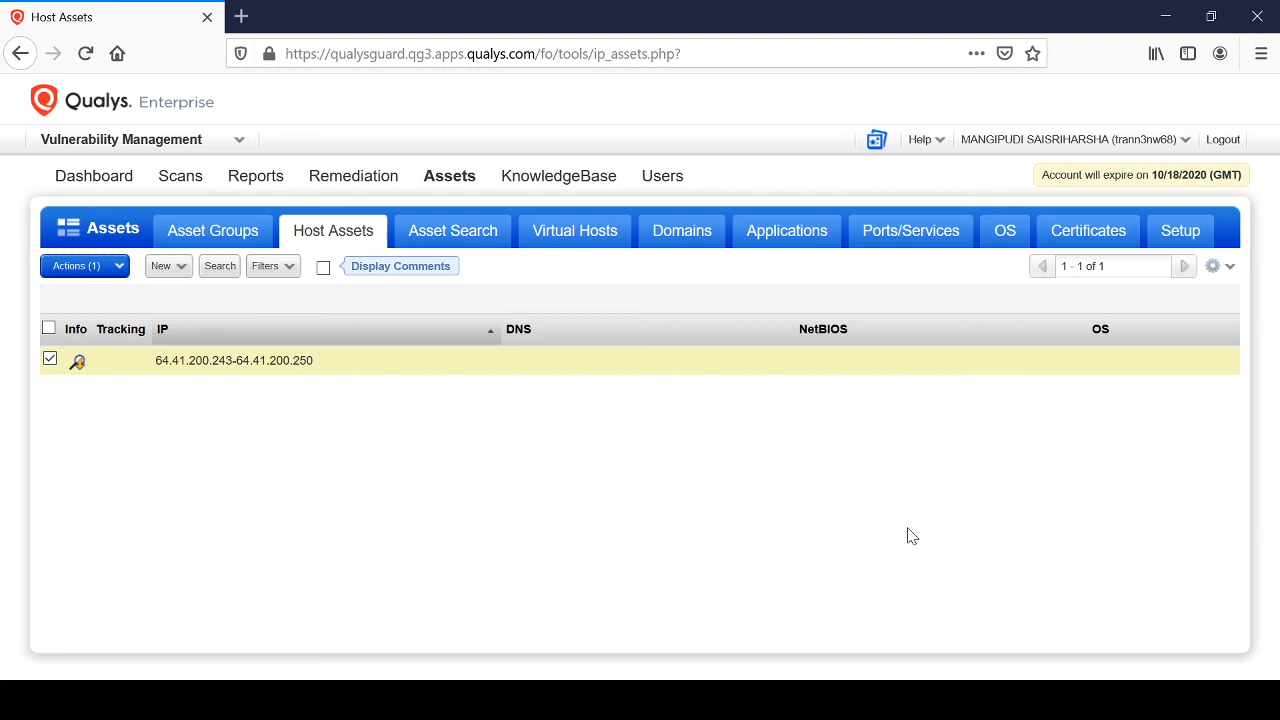 Host Assets
https://qualysguard.qg3.apps.qualys.com/fo/tools/ip_assets.php?
Qualys. Enterprise
Vulnerability Management Help MANGIPUDI SAISRIHARSHA (trann3nw68) Logout
Dashboard Scans Reports Remediation Assets KnowledgeBase Users Account will expire on 10/18/2020 (GMT)
Assets Asset Groups Host Assets Asset Search Virtual Hosts Domains Applications Ports/Services OS Certificates Setup
Actions (1) New Search Filters Display Comments 1 - 1 of 1
Info Tracking IP DNS NetBIOS OS
64.41.200.243-64.41.200.250